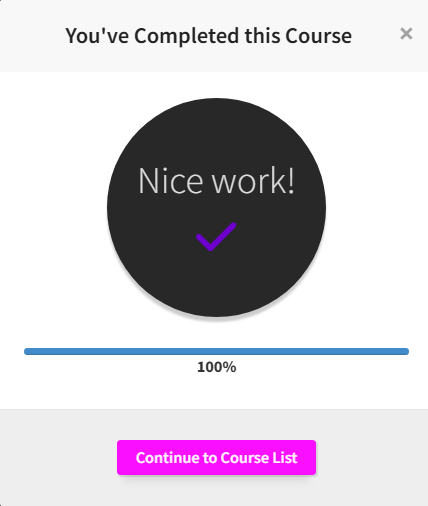 You've Completed this Course
×
Nice work!
100%
Continue to Course List